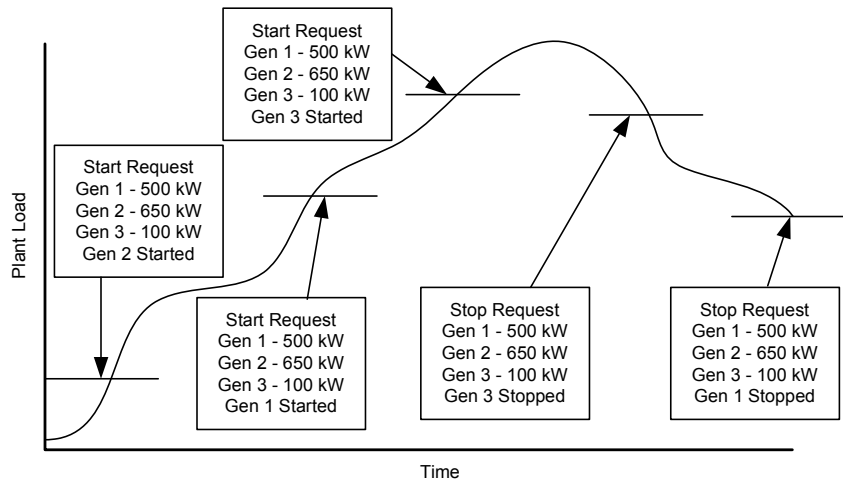 Start Request
Gen 1 - 500 kW
Gen 2 - 650 kW
Gen 3 - 100 kW
Gen 3 Started
Start Request
Gen 1 - 500 kW
Gen 2 - 650 kW
Gen 3 - 100 kW
Gen 2 Started
Plant Load
Start Request
Gen 1 - 500 kW
Gen 2 - 650 kW
Gen 3 - 100 kW
Gen 1 Started
Stop Request
Gen 1 - 500 kW
Gen 2 - 650 kW
Gen 3 - 100 kW
Gen 3 Stopped
Stop Request
Gen 1 - 500 kW
Gen 2 - 650 kW
Gen 3 - 100 kW
Gen 1 Stopped
Time